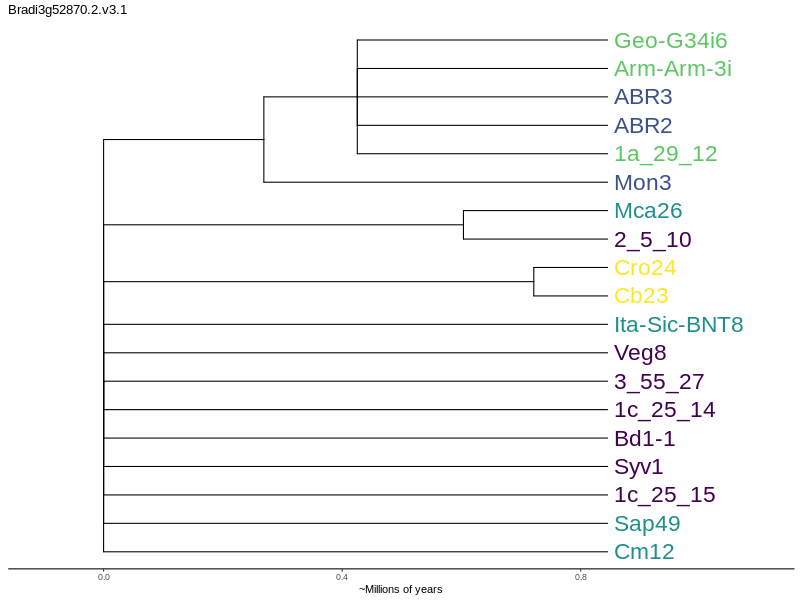 Bradi3g52870.2.v3.1
Geo-G34i6
Arm-Arm-3i
ABR3
ABR2
1a_29_12
Mon3
Mca26
2_5_10
Cro24
Cb23
Ita-Sic-BNT8
Veg8
3_55_27
1c_25_14
Bd1-1
Syv1
1c_25_15
Sap49
Cm12
0.0 0.4 0.8
~Millions of years